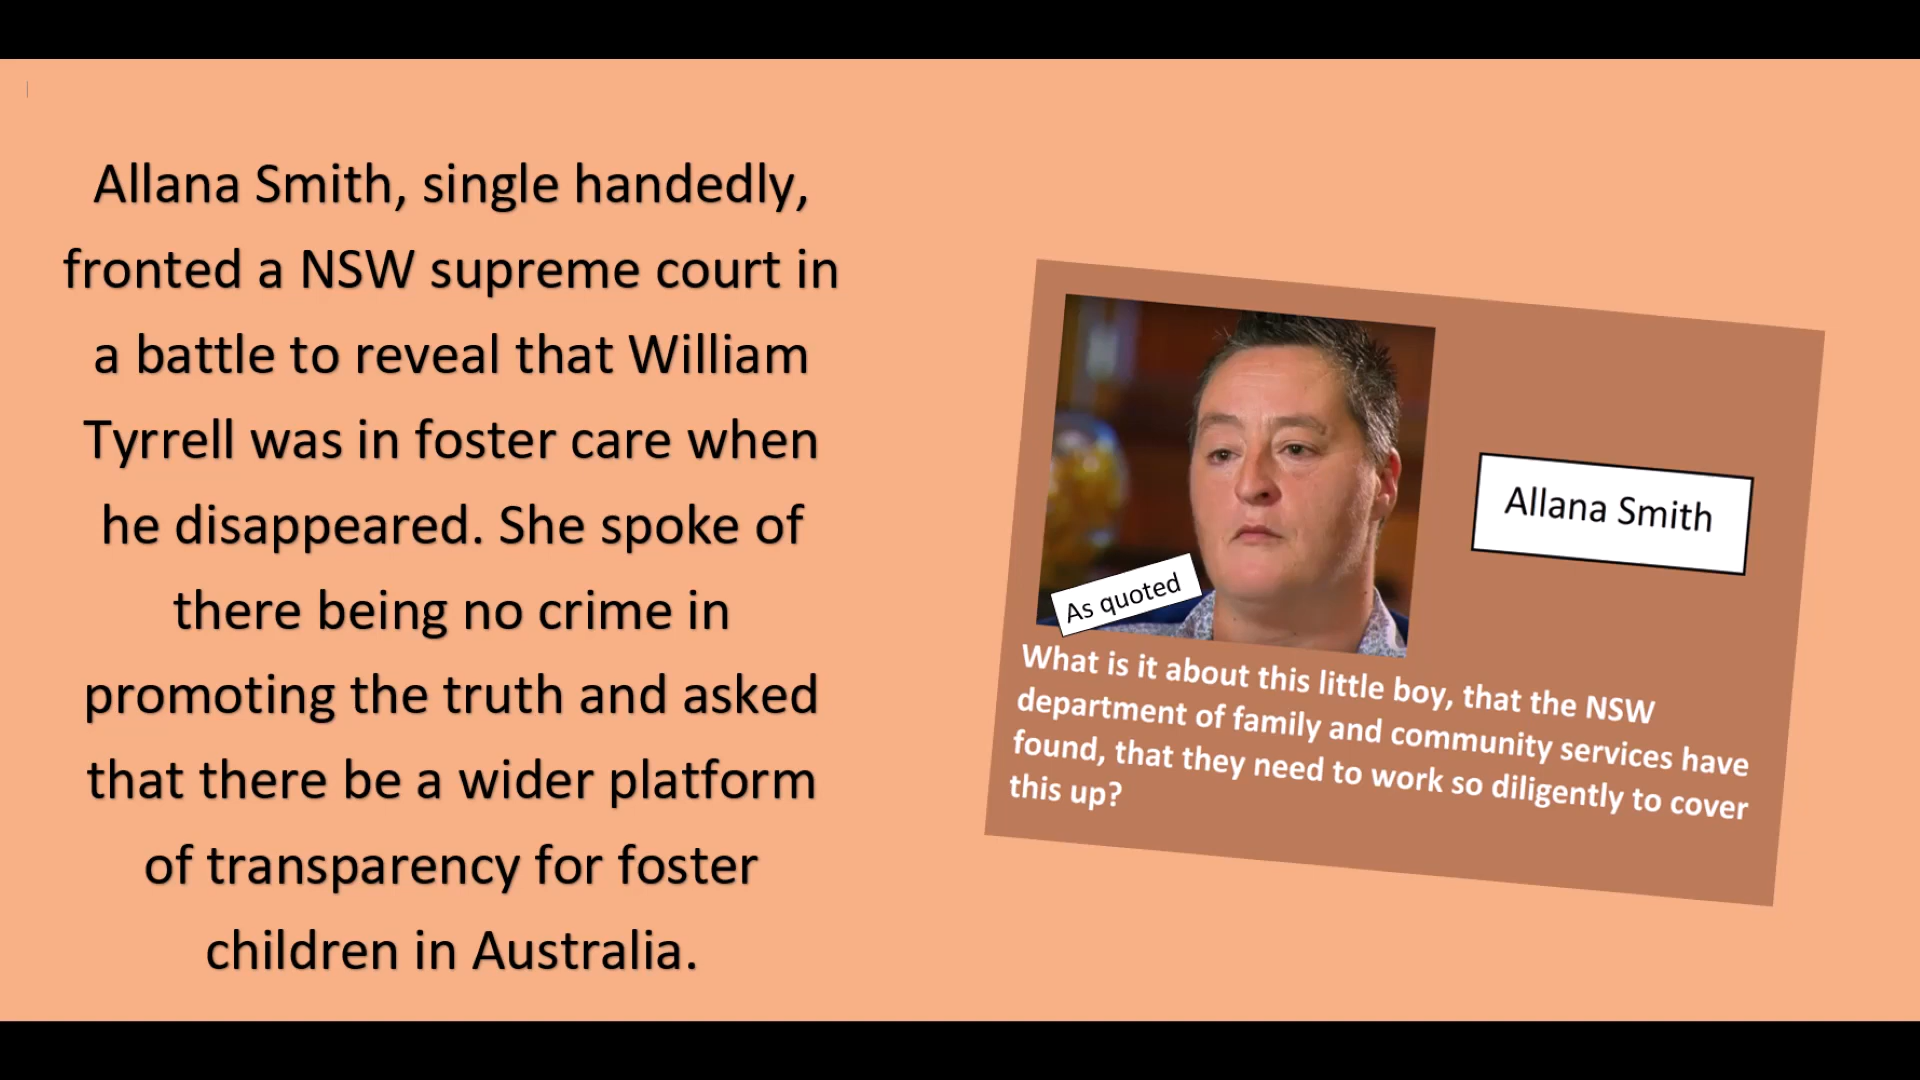 Allana Smith, single handedly,
fronted a NSW supreme court in
a battle to reveal that William
Tyrrell was in foster care when
he disappeared. She spoke of
there being no crime in
promoting the truth and asked
that there be a wider platform
of transparency for foster
children in Australia.
Allana Smith
As quoted
What is it about this little boy, that the NSW
department of family and community services have
found, that they need to work so diligently to cover
this up?